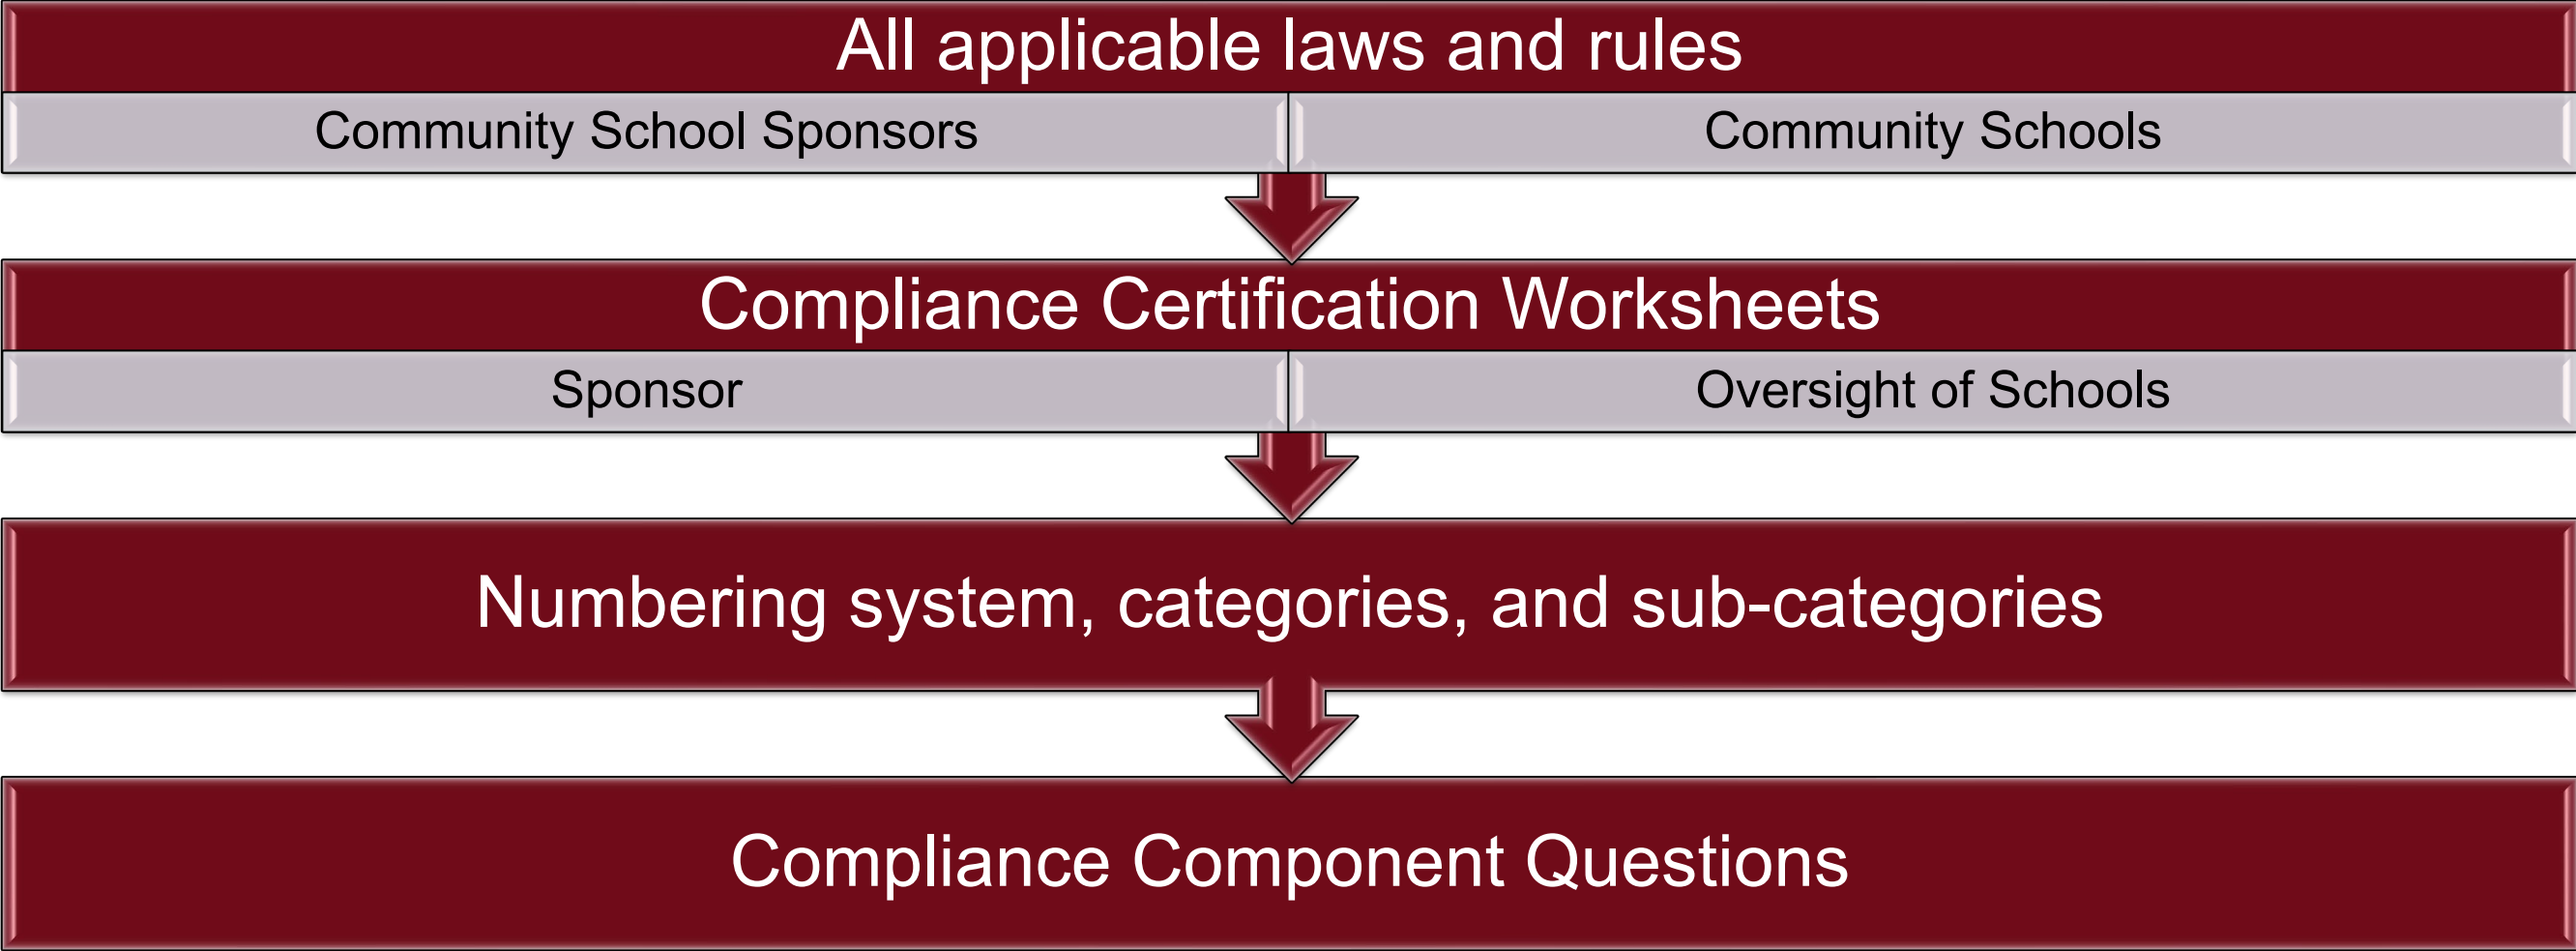 All applicable laws and rules
Community School Sponsors
Community Schools
Compliance Certification Worksheets
Sponsor
Oversight of Schools
Numbering system, categories, and sub-categories
Compliance Component Questions